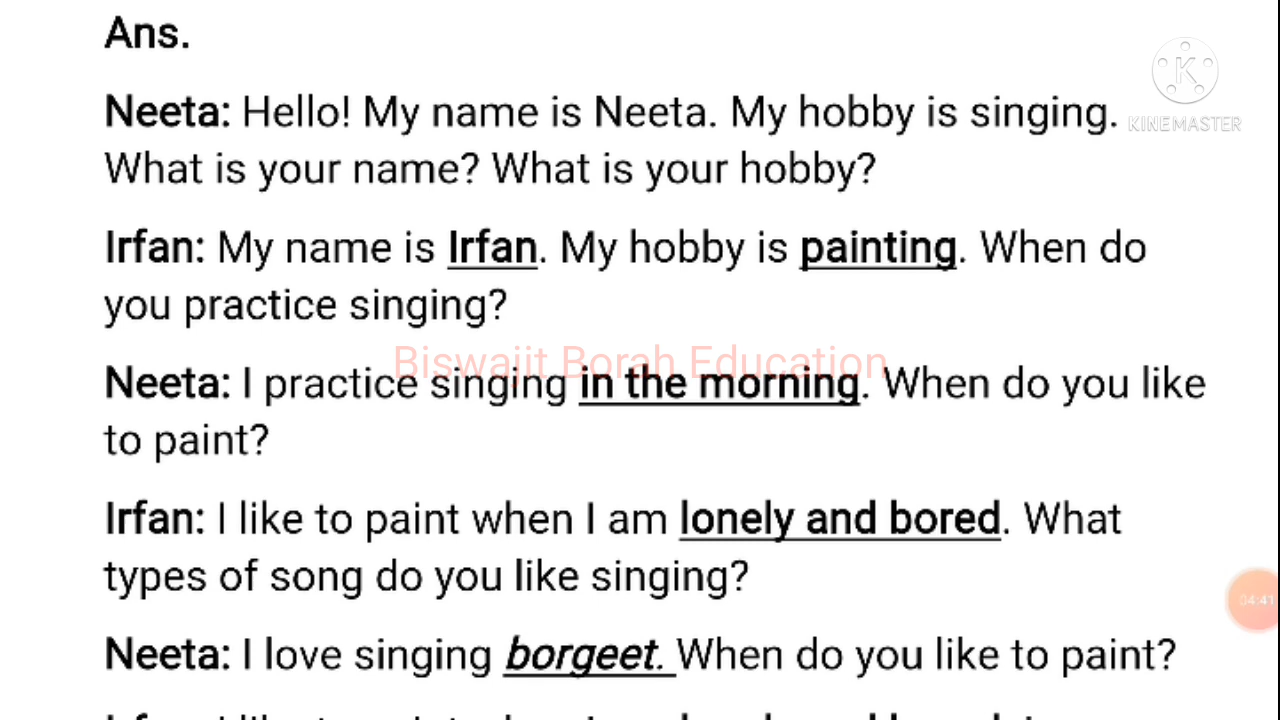 Ans.
Neeta: Hello! My name is Neeta. My hobby is singing.
KINEMASTER
What is your name? What is your hobby?
Irfan: My name is Irfan. My hobby is painting. When do
you practice singing?
Biswajit Borah Education
Neeta: I practice singing in the morning. When do you like
to paint?
Irfan: I like to paint when I am lonely and bored. What
types of song do you like singing?
04:41
Neeta: I love singing borgeet. When do you like to paint?